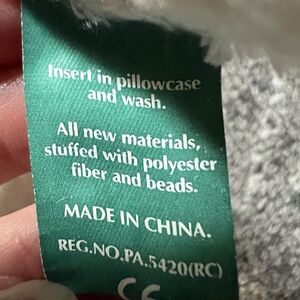 Insert in pillowcase
and wash.
All new materials,
stuffed with polyester
fiber and beads.
MADE IN CHINA.
REG.NO.PA.5420(RC)
CE